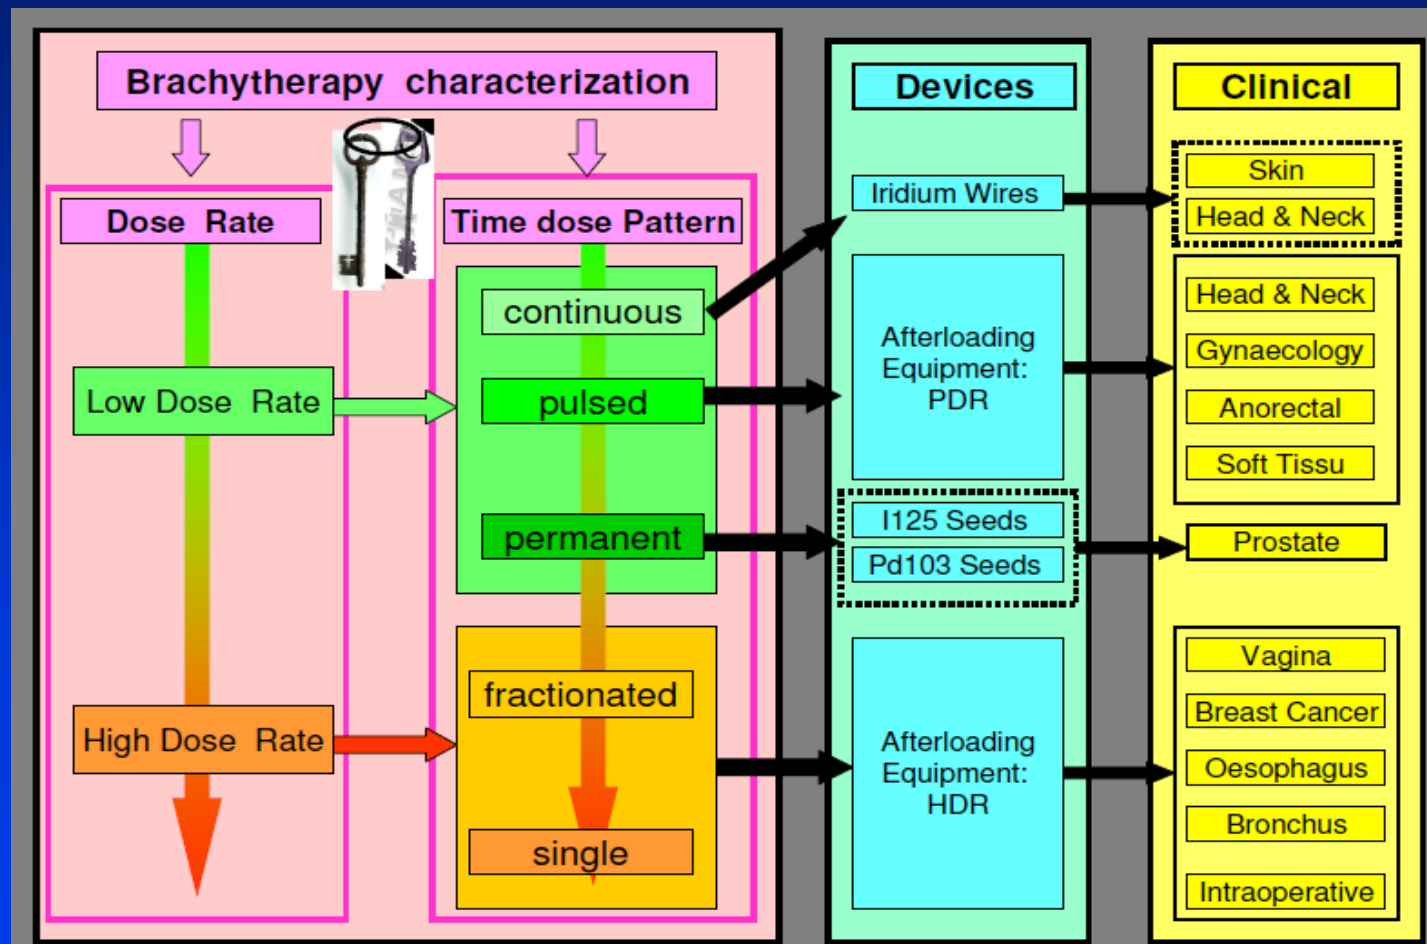 Brachytherapy characterization
Dose Rate
Low Dose Rate
High Dose Rate
Time dose Pattern
continuous
pulsed
permanent
fractionated
single
Devices
Iridium Wires
Afterloading
Equipment:
PDR
I125 Seeds
Pd103 Seeds
Afterloading
Equipment:
HDR
Clinical
Skin
Head & Neck
Head & Neck
Gynaecology
Anorectal
Soft Tissu
Prostate
Vagina
Breast Cancer
Oesophagus
Bronchus
Intraoperative